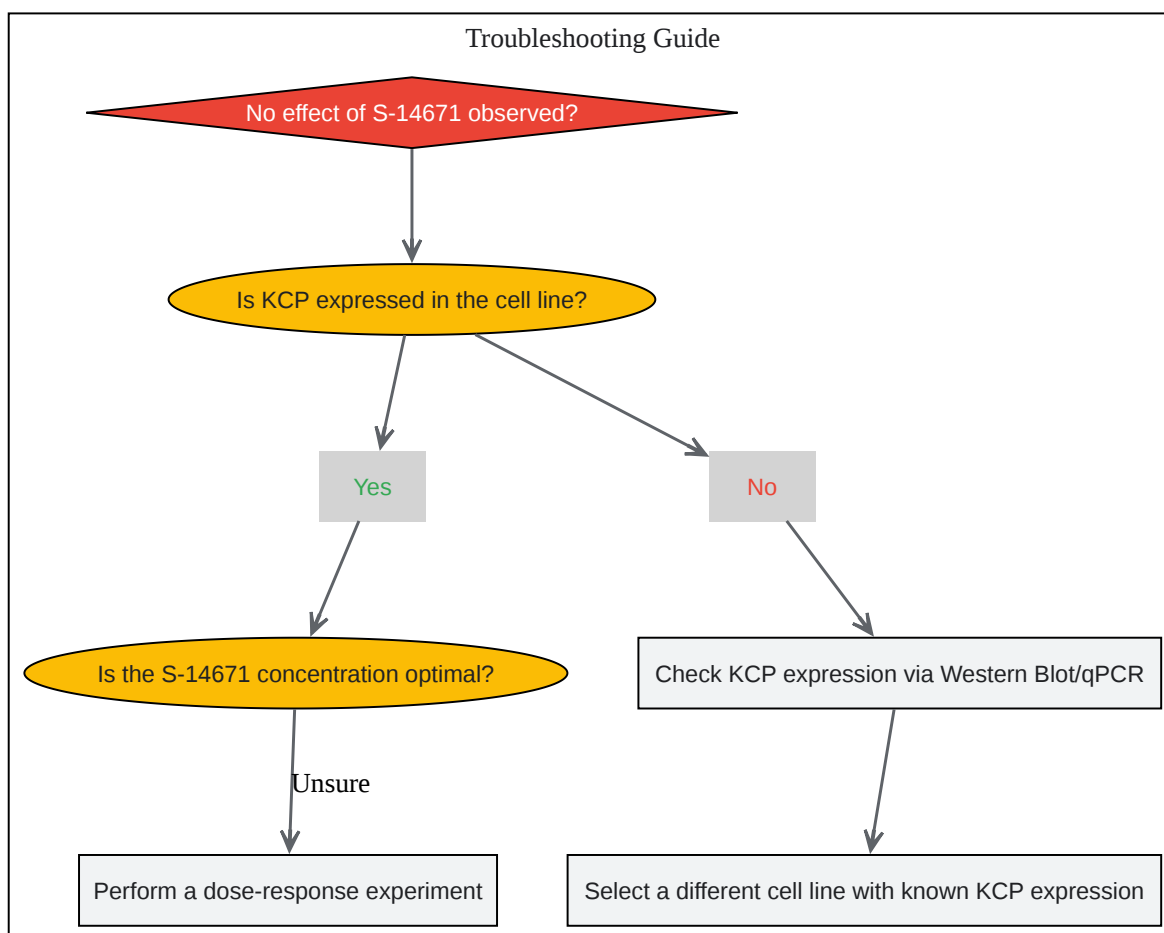 Troubleshooting Guide
No effect of S-14671 observed?
Is KCP expressed in the cell line?
Yes
No
Is the S-14671 concentration optimal?
Check KCP expression via Western Blot/qPCR
Unsure
Perform a dose-response experiment
Select a different cell line with known KCP expression